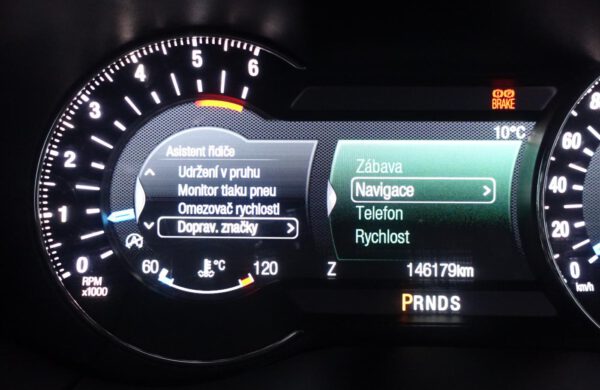 6
5
4
3
2
1
0
RPM
x1000
BRAKE
10°C
Asistent řidiče
Udržení v pruhu
Monitor tlaku pneu
Omezovač rychlosti
Doprav. značky
Zábava
Navigace
Telefon
Rychlost
60 °C 120
Z 146179km
PRNDS
80
60
40
20
0
km/h